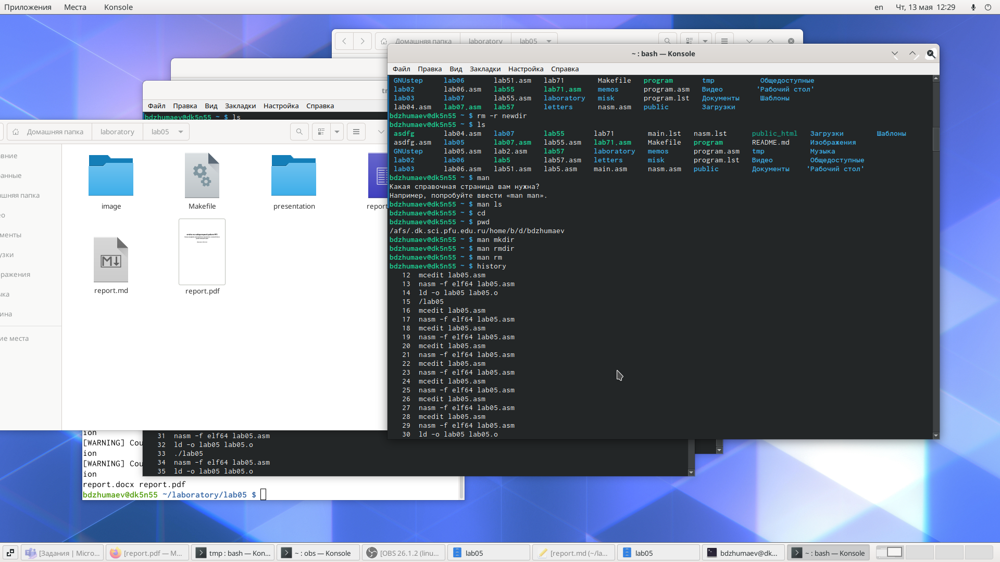 Приложения Места Konsole en Чт, 13 мая 12:29
Домашняя папка laboratory lab05
~ : bash — Konsole
Файл Правка Вид Закладки Настройка Справка
GNUstep lab06 lab51.asm lab71 Makefile program tmp Общедоступные
lab02 lab06.asm lab55 lab71.asm memos program.asm Видео 'Рабочий стол'
lab03 lab07 lab55.asm laboratory misk program.lst Документы Шаблоны
lab04.asm lab07.asm lab57 letters nasm.asm public Загрузки
bdzhumaev@dk5n55 ~ $ rm -r newdir
bdzhumaev@dk5n55 ~ $ ls
asdfg lab04.asm lab07 lab55 lab71 main.lst nasm.lst public_html Загрузки Шаблоны
asdfg.asm lab05 lab07.asm lab55.asm lab71.asm Makefile program README.md Изображения
GNUstep lab05.asm lab2.asm lab57 laboratory memos program.asm tmp Музыка
lab02 lab06 lab5 lab57.asm letters misk program.lst Видео Общедоступные
lab03 lab06.asm lab51.asm lab5.asm main.asm nasm.asm public Документы 'Рабочий стол'
bdzhumaev@dk5n55 ~ $ man
Какая справочная страница вам нужна?
Например, попробуйте ввести «man man».
bdzhumaev@dk5n55 ~ $ man ls
bdzhumaev@dk5n55 ~ $ cd
bdzhumaev@dk5n55 ~ $ pwd
/afs/.dk.sci.pfu.edu.ru/home/b/d/bdzhumaev
bdzhumaev@dk5n55 ~ $ man mkdir
bdzhumaev@dk5n55 ~ $ man rmdir
bdzhumaev@dk5n55 ~ $ man rm
bdzhumaev@dk5n55 ~ $ history
12 mcedit lab05.asm
13 nasm -f elf64 lab05.asm
14 ld -o lab05 lab05.o
15 /lab05
16 mcedit lab05.asm
17 nasm -f elf64 lab05.asm
18 mcedit lab05.asm
19 nasm -f elf64 lab05.asm
20 mcedit lab05.asm
21 nasm -f elf64 lab05.asm
22 mcedit lab05.asm
23 nasm -f elf64 lab05.asm
24 mcedit lab05.asm
25 nasm -f elf64 lab05.asm
26 mcedit lab05.asm
27 nasm -f elf64 lab05.asm
28 mcedit lab05.asm
29 nasm -f elf64 lab05.asm
30 ld -o lab05 lab05.o
Файл Правка Вид Закладки Настройка Справка
bdzhumaev@dk5n55 ~ $ ls
Домашняя папка laboratory lab05
авние
анные
шняя папка
ео
менты
узки
ражения
ыка
ина
ие места
image Makefile presentation report
report.md report.pdf
31 nasm -f elf64 lab05.asm
32 ld -o lab05 lab05.o
33 ./lab05
34 nasm -f elf64 lab05.asm
35 ld -o lab05 lab05.o
ion
[WARNING] Cou
ion
[WARNING] Cou
ion
report.docx report.pdf
bdzhumaev@dk5n55 ~/laboratory/lab05 $
[Задания | Micro... [report.pdf — M... tmp : bash — Kon... ~ : obs — Konsole [OBS 26.1.2 (linu... lab05 [report.md (~/la... lab05 bdzhumaev@dk... ~ : bash — Konsole